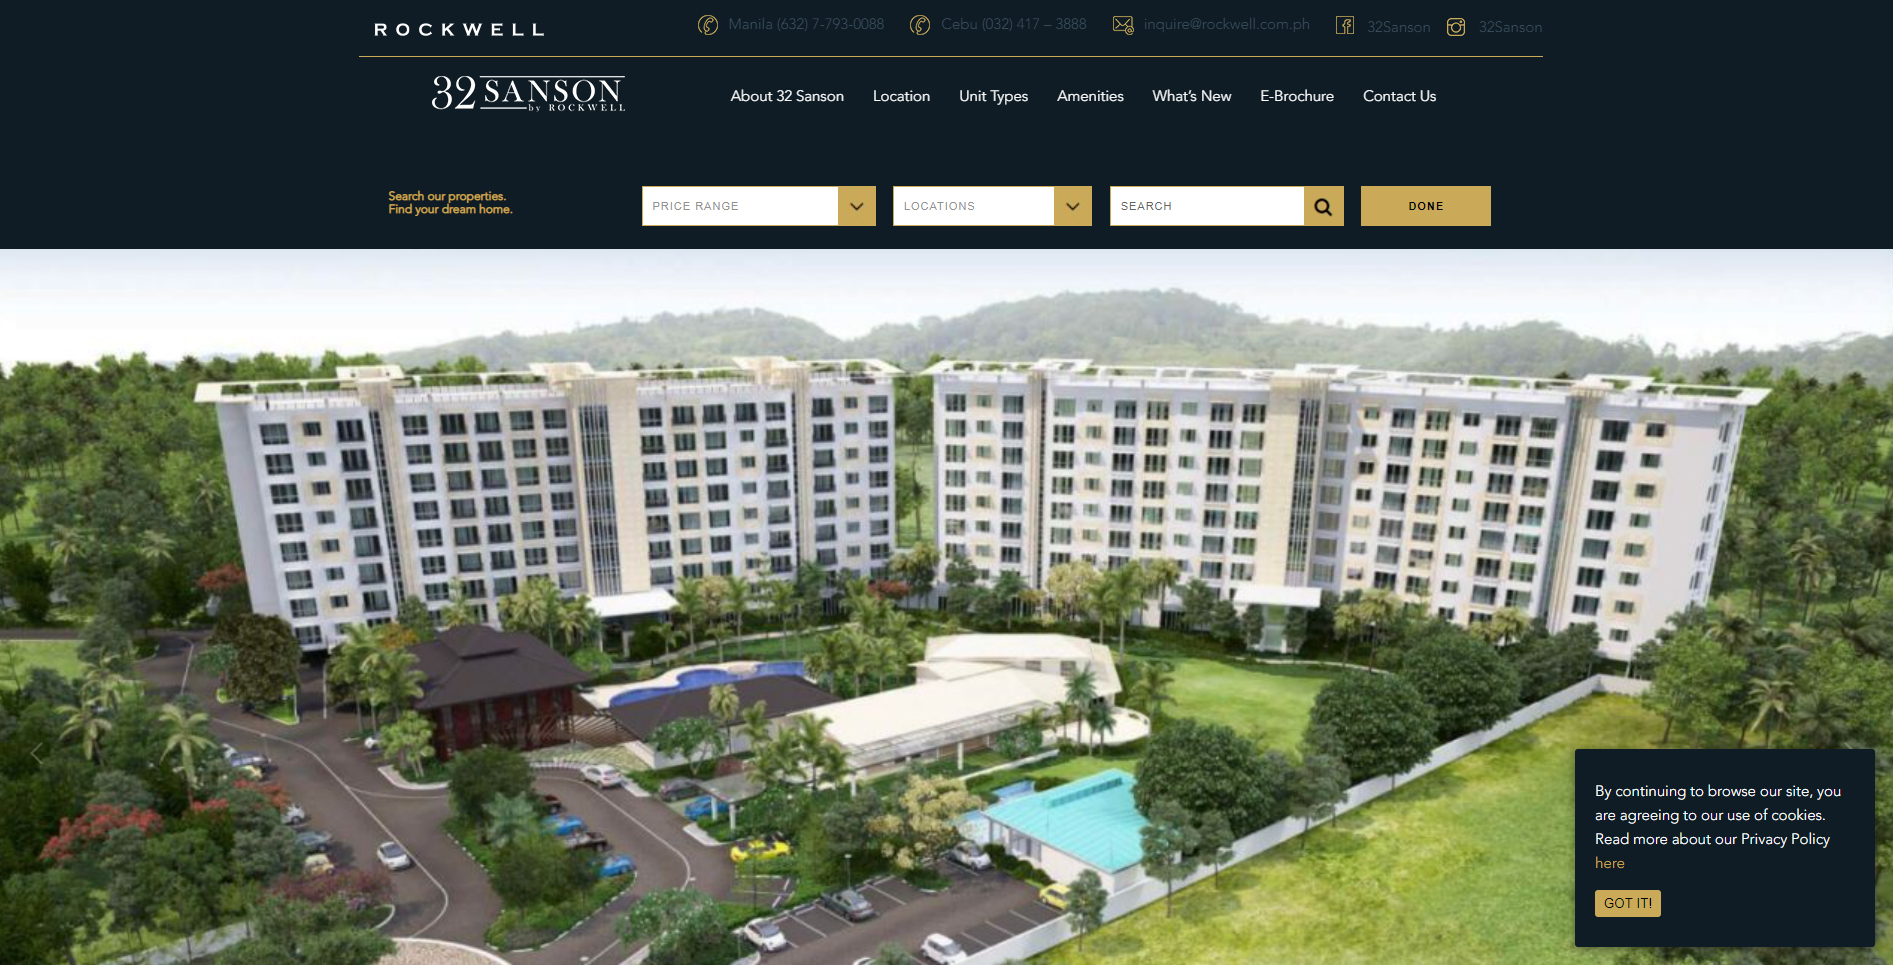 ROCKWELL
Manila (632) 7-793-0088
Cebu (032) 417 – 3888
inquire@rockwell.com.ph
32Sanson
32Sanson
32 SANSON
by ROCKWELL
About 32 Sanson
Location
Unit Types
Amenities
What's New
E-Brochure
Contact Us
Search our properties.
Find your dream home.
PRICE RANGE
LOCATIONS
SEARCH
DONE
By continuing to browse our site, you
are agreeing to our use of cookies.
Read more about our Privacy Policy
here
GOT IT!